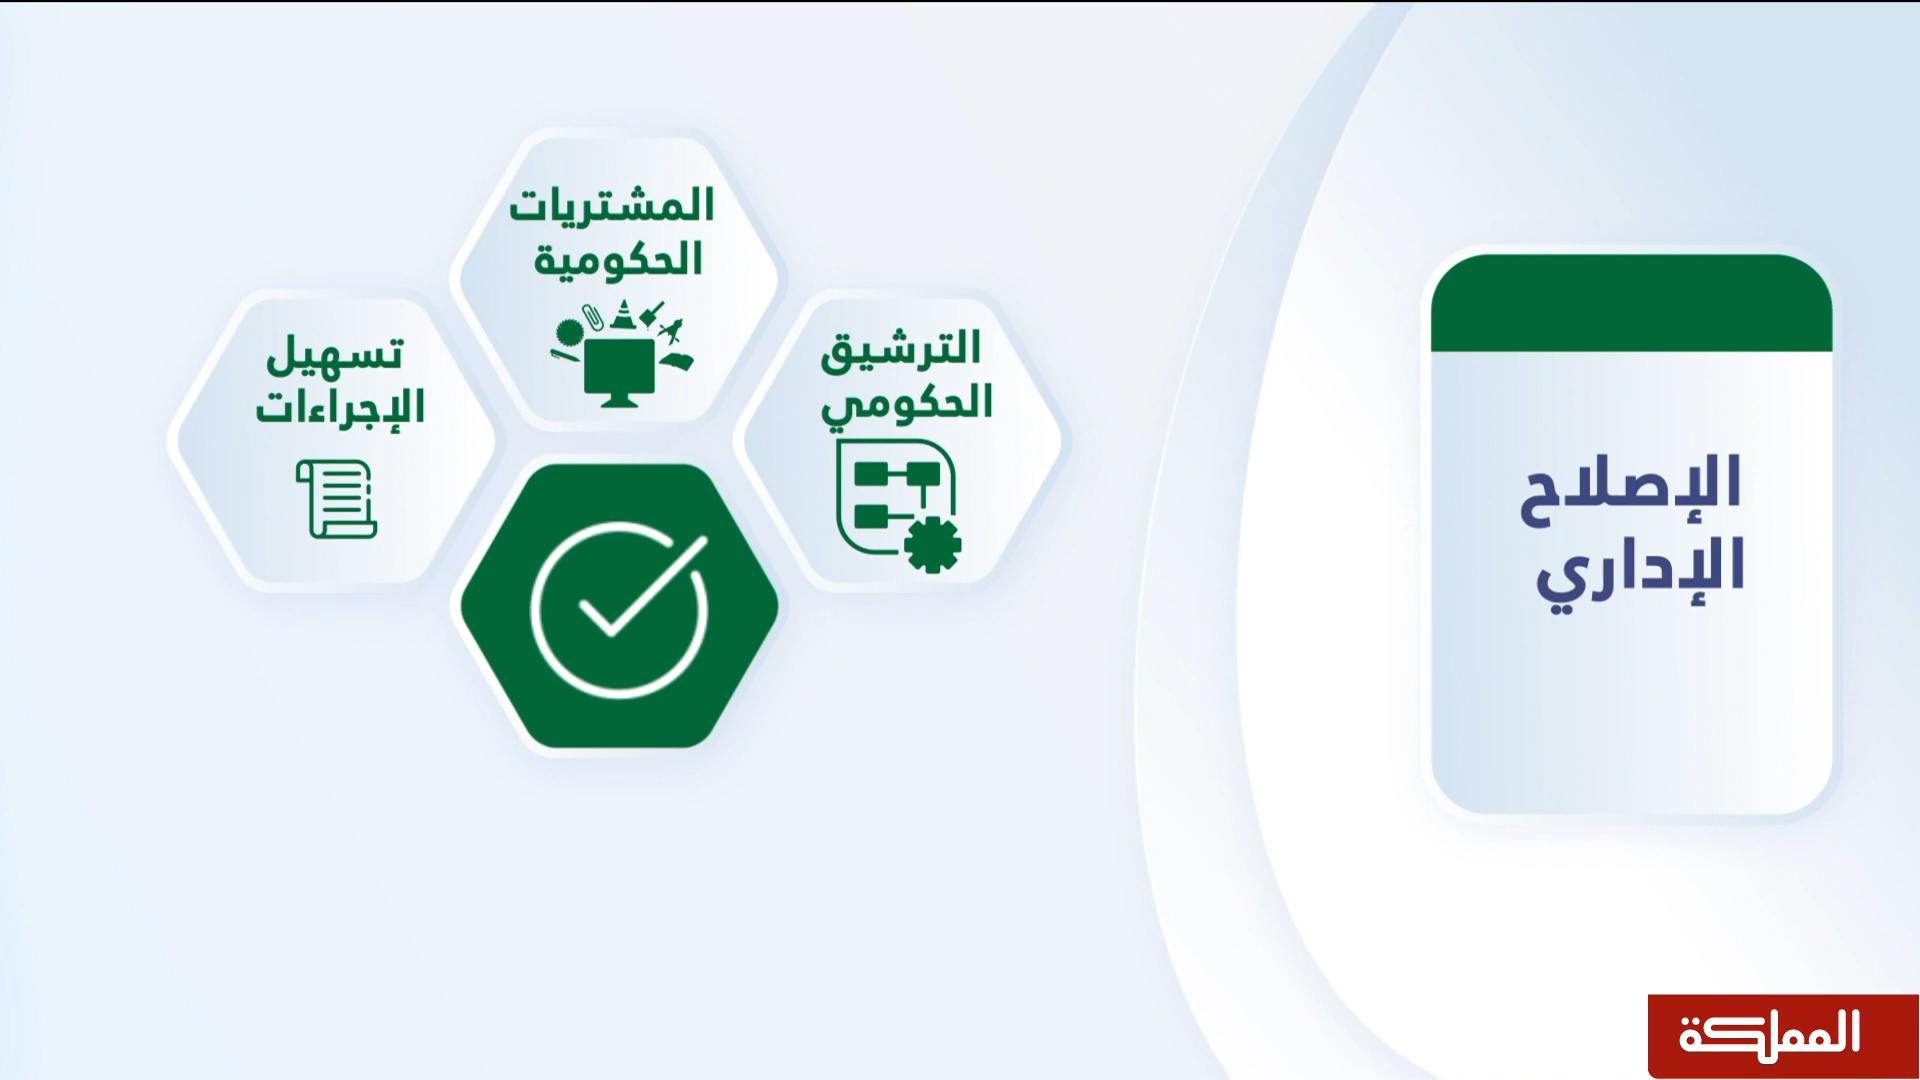 الإصلاح
الإداري
الترشيق
الحكومي
المشتريات
الحكومية
تسهيل
الإجراءات
المملكة